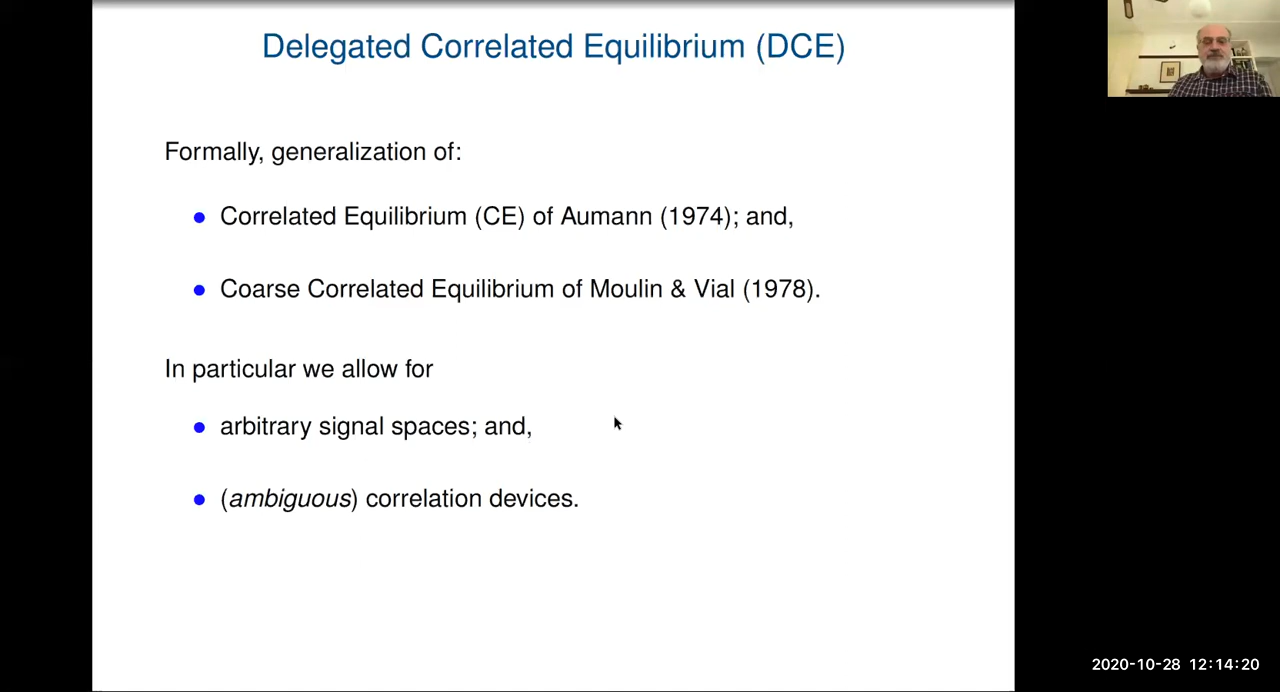 Delegated Correlated Equilibrium (DCE)
Formally, generalization of:
● Correlated Equilibrium (CE) of Aumann (1974); and,
● Coarse Correlated Equilibrium of Moulin & Vial (1978).
In particular we allow for
● arbitrary signal spaces; and,
● (ambiguous) correlation devices.
2020-10-28 12:14:20